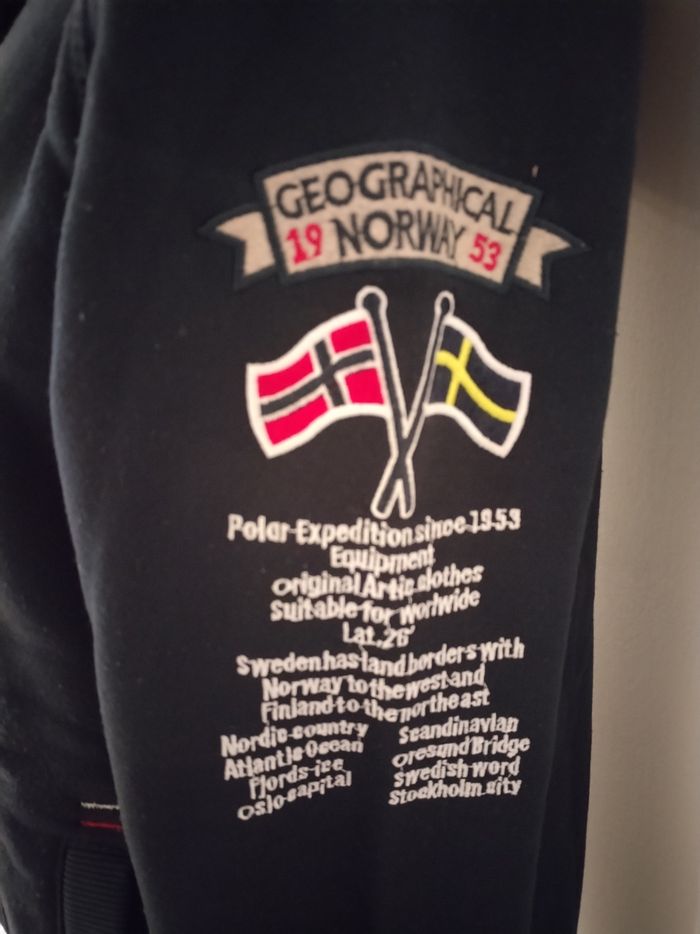 GEOGRAPHICAL
19 NORWAY 53
Polar Expedition since 1953
Equipment
original Artic clothes
Suitable for worlwide
Lat. 26'
Sweden has land borders with
Norway to the west and
Finland to the northeast
Nordic country
Atlantic Ocean
Fjords ice
Oslo capital
Scandinavian
oresund Bridge
swedish word
Stockholm city